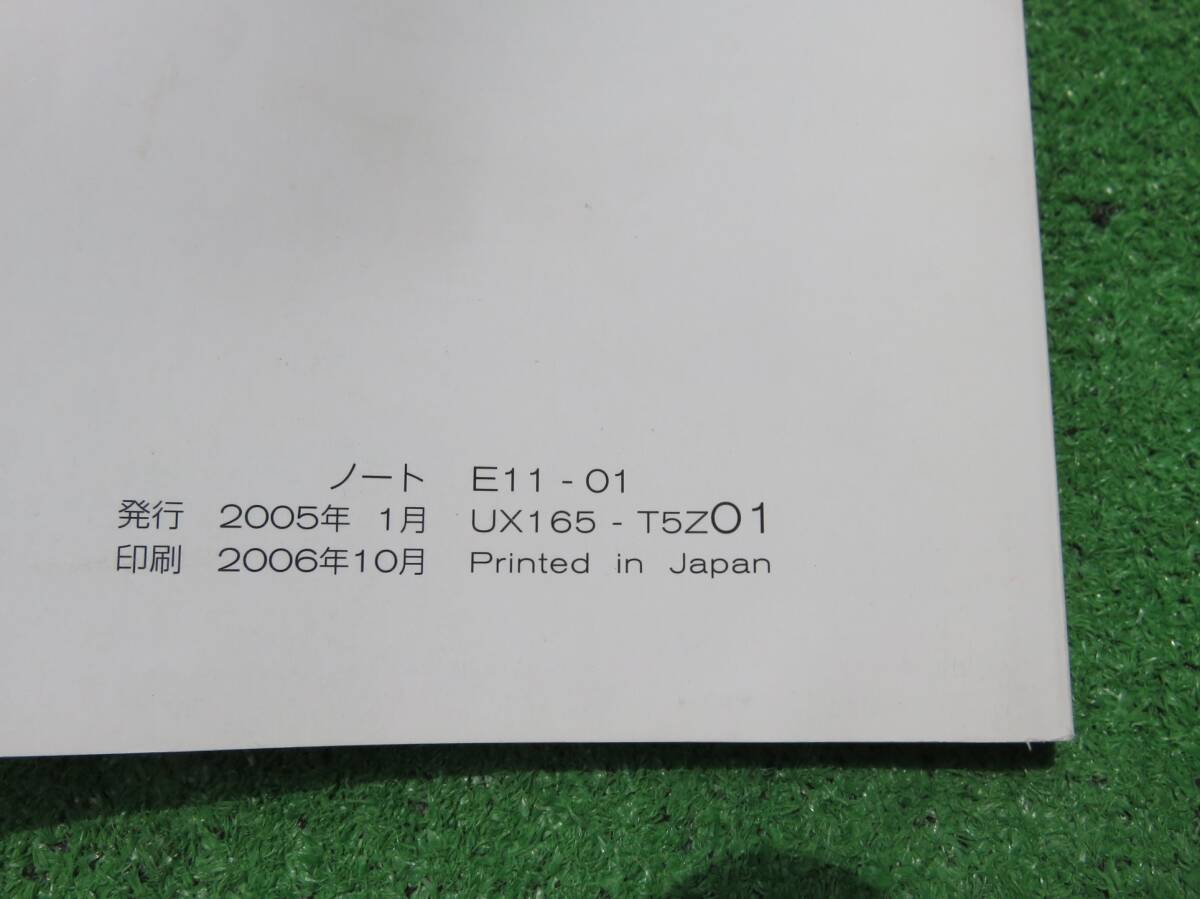 ノート E11 - 01
発行 2005年 1月 UX165 - T5Z01
印刷 2006年10月 Printed in Japan